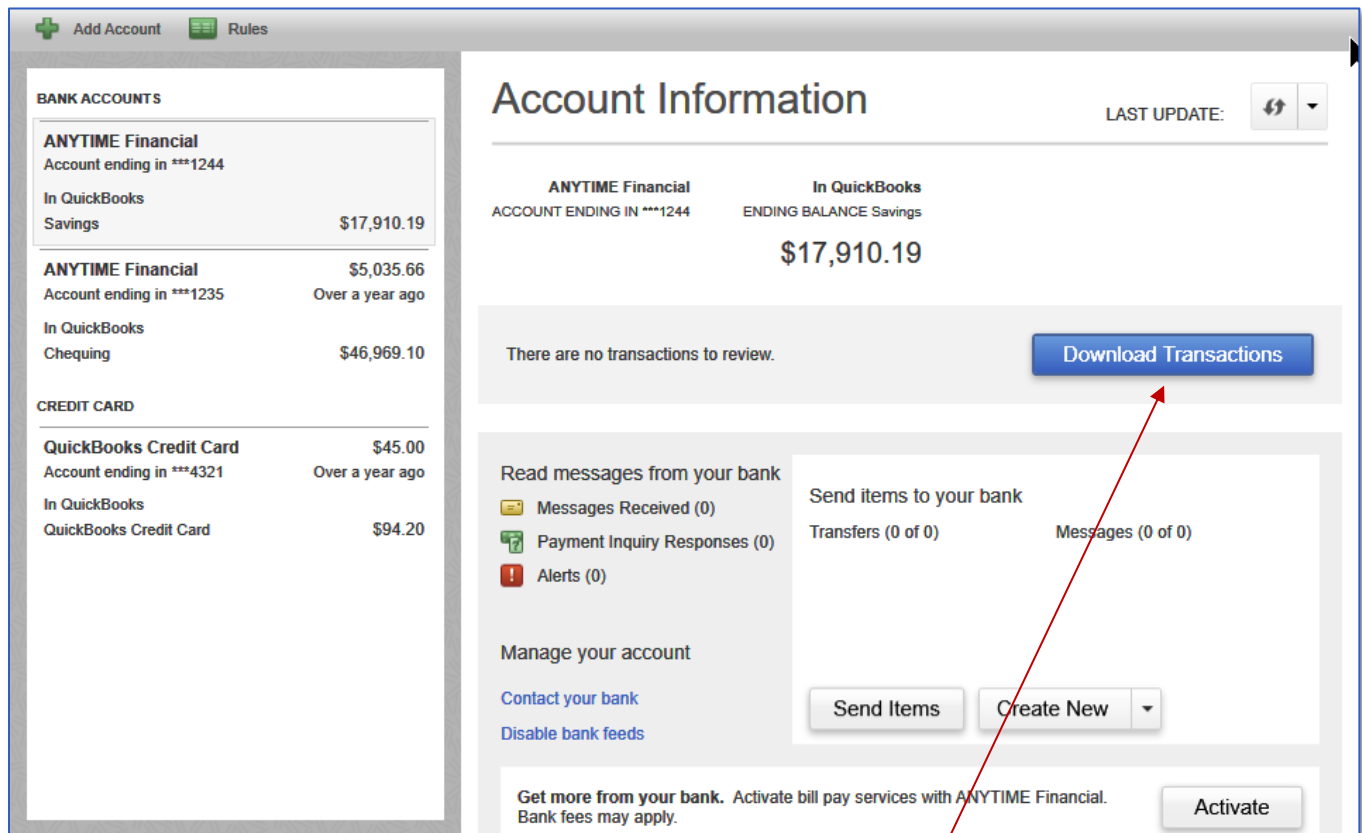 Add Account Rules
BANK ACCOUNTS
ANYTIME Financial
Account ending in ***1244
In QuickBooks
Savings $17,910.19
ANYTIME Financial $5,035.66
Account ending in ***1235 Over a year ago
In QuickBooks
Chequing $46,969.10
CREDIT CARD
QuickBooks Credit Card $45.00
Account ending in ***4321 Over a year ago
In QuickBooks
QuickBooks Credit Card $94.20
Account Information
LAST UPDATE:
ANYTIME Financial In QuickBooks
ACCOUNT ENDING IN ***1244 ENDING BALANCE Savings
$17,910.19
There are no transactions to review.
Download Transactions
Read messages from your bank
Messages Received (0)
Payment Inquiry Responses (0)
Alerts (0)
Manage your account
Contact your bank
Disable bank feeds
Send items to your bank
Transfers (0 of 0) Messages (0 of 0)
Send Items Create New
Get more from your bank. Activate bill pay services with ANYTIME Financial.
Bank fees may apply.
Activate